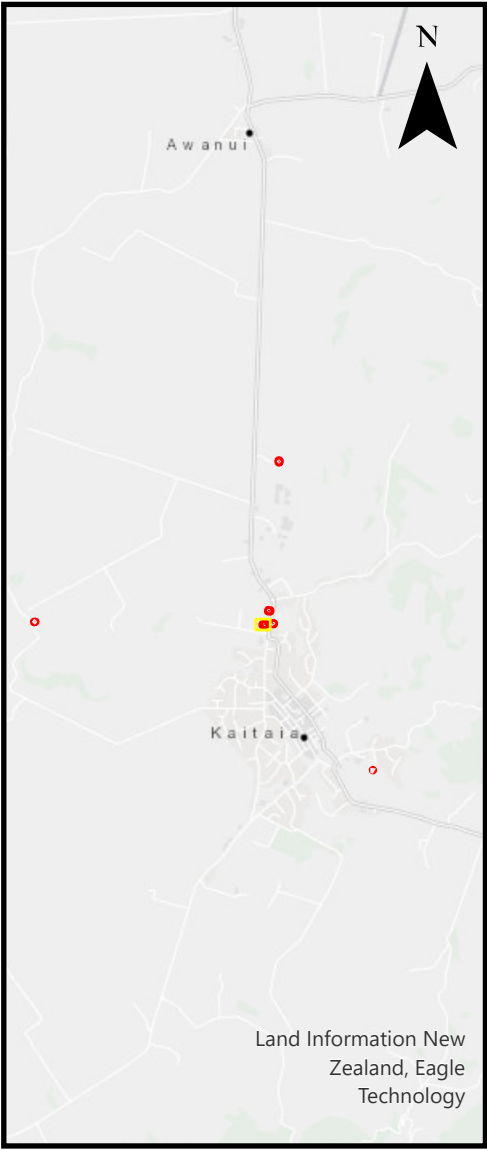 N
Awanui
Kaitaia
Land Information New
Zealand, Eagle
Technology